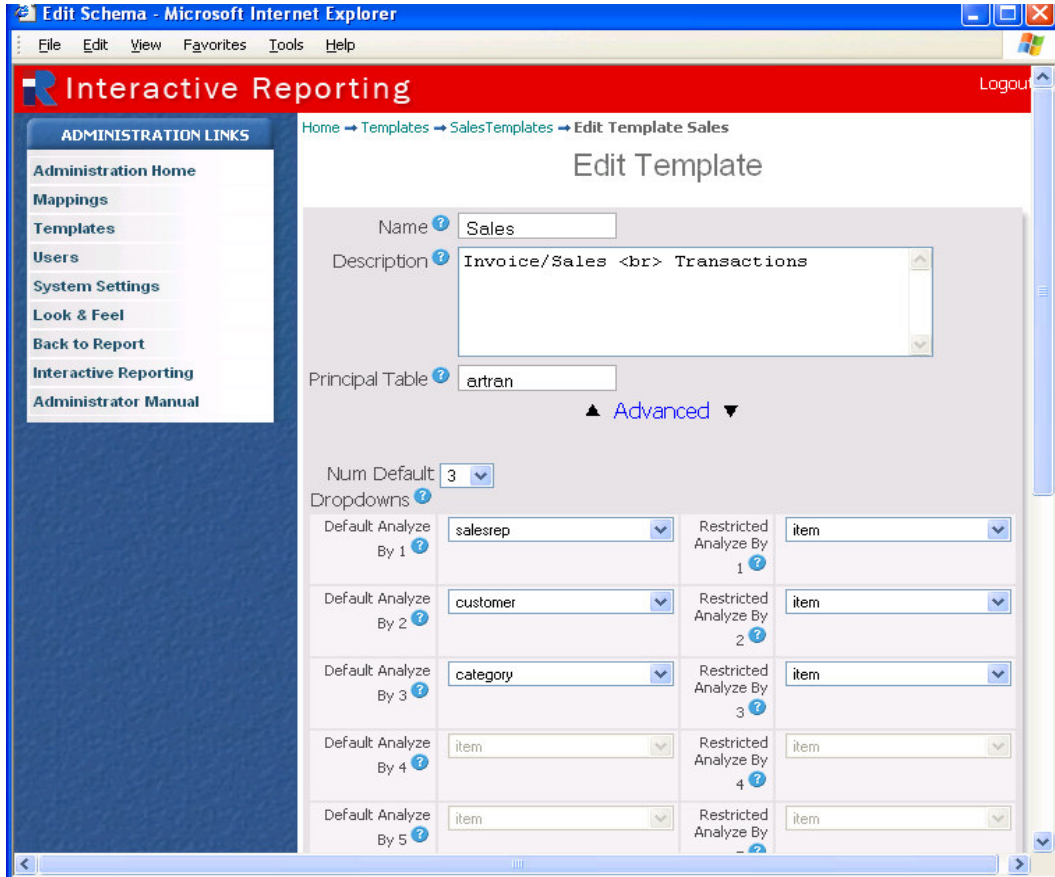 Edit Schema - Microsoft Internet Explorer
File Edit View Favorites Tools Help
Interactive Reporting
Logout
ADMINISTRATION LINKS
Administration Home
Mappings
Templates
Users
System Settings
Look & Feel
Back to Report
Interactive Reporting
Administrator Manual
Home → Templates → SalesTemplates → Edit Template Sales
Edit Template
Name ? Sales
Description ? Invoice/Sales <br> Transactions
Principal Table ? artran
▲ Advanced ▼
Num Default 3
Dropdowns ?
Default Analyze By 1 ? salesrep Restricted Analyze By 1 ? item
Default Analyze By 2 ? customer Restricted Analyze By 2 ? item
Default Analyze By 3 ? category Restricted Analyze By 3 ? item
Default Analyze By 4 ? item Restricted Analyze By 4 ? item
Default Analyze By 5 ? item Restricted Analyze By item